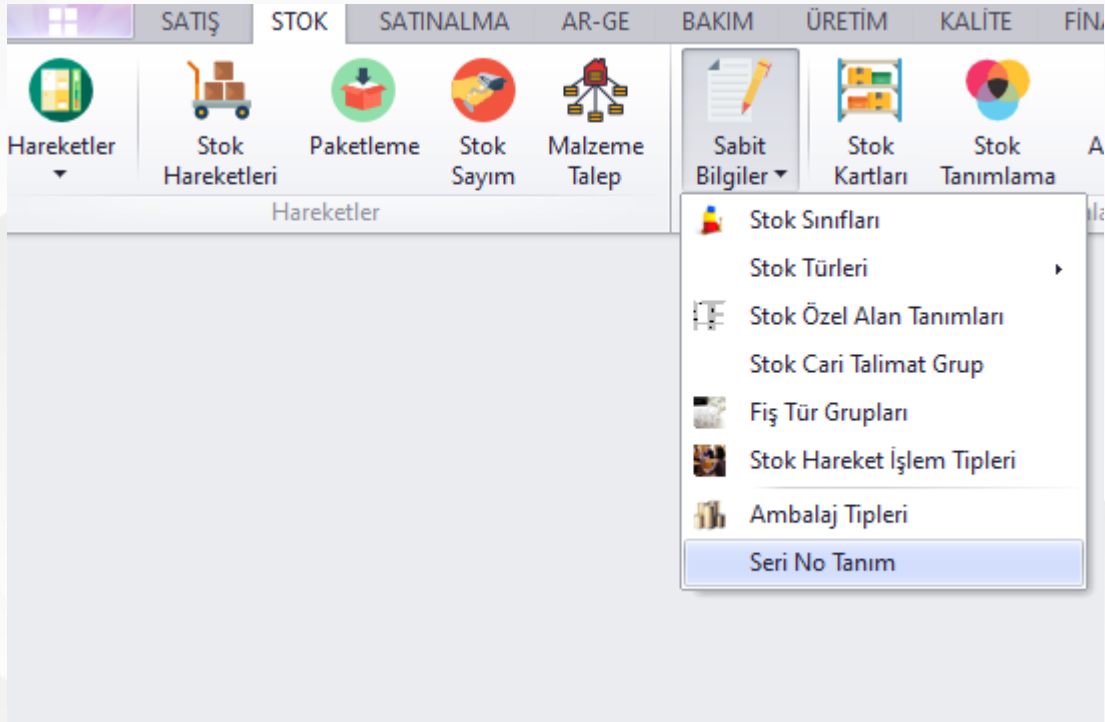 SATIŞ STOK SATINALMA AR-GE BAKIM ÜRETİM KALİTE FİNA
Hareketler
Stok Hareketleri
Paketleme
Stok Sayım
Malzeme Talep
Sabit Bilgiler
Stok Kartları
Stok Tanımlama
A
Hareketler
Stok Sınıfları
Stok Türleri
Stok Özel Alan Tanımları
Stok Cari Talimat Grup
Fiş Tür Grupları
Stok Hareket İşlem Tipleri
Ambalaj Tipleri
Seri No Tanım